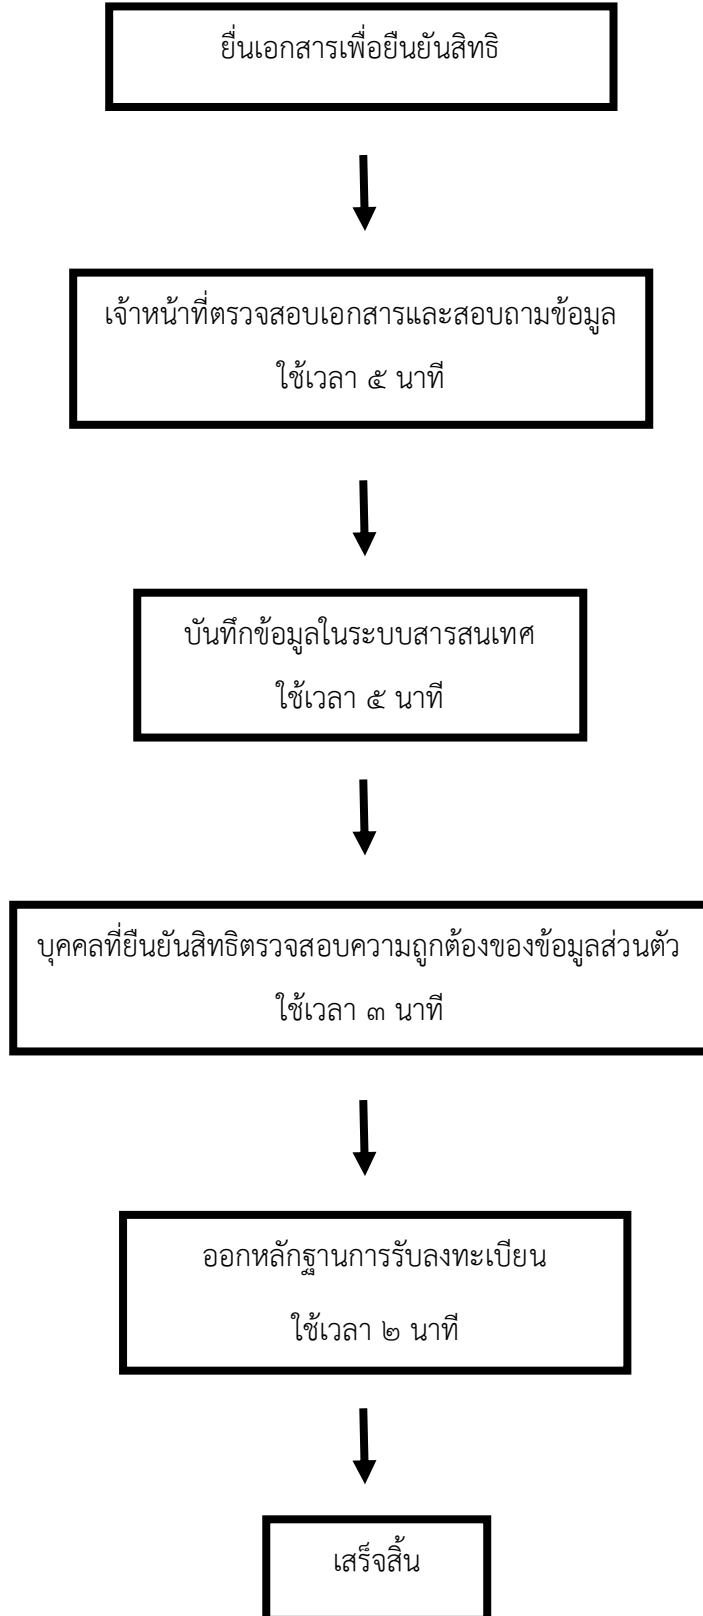 ยื่นเอกสารเพื่อยืนยันสิทธิ
เจ้าหน้าที่ตรวจสอบเอกสารและสอบถามข้อมูล
ใช้เวลา ๕ นาที
บันทึกข้อมูลในระบบสารสนเทศ
ใช้เวลา ๕ นาที
บุคคลที่ยืนยันสิทธิตรวจสอบความถูกต้องของข้อมูลส่วนตัว
ใช้เวลา ๓ นาที
ออกหลักฐานการรับลงทะเบียน
ใช้เวลา ๒ นาที
เสร็จสิ้น